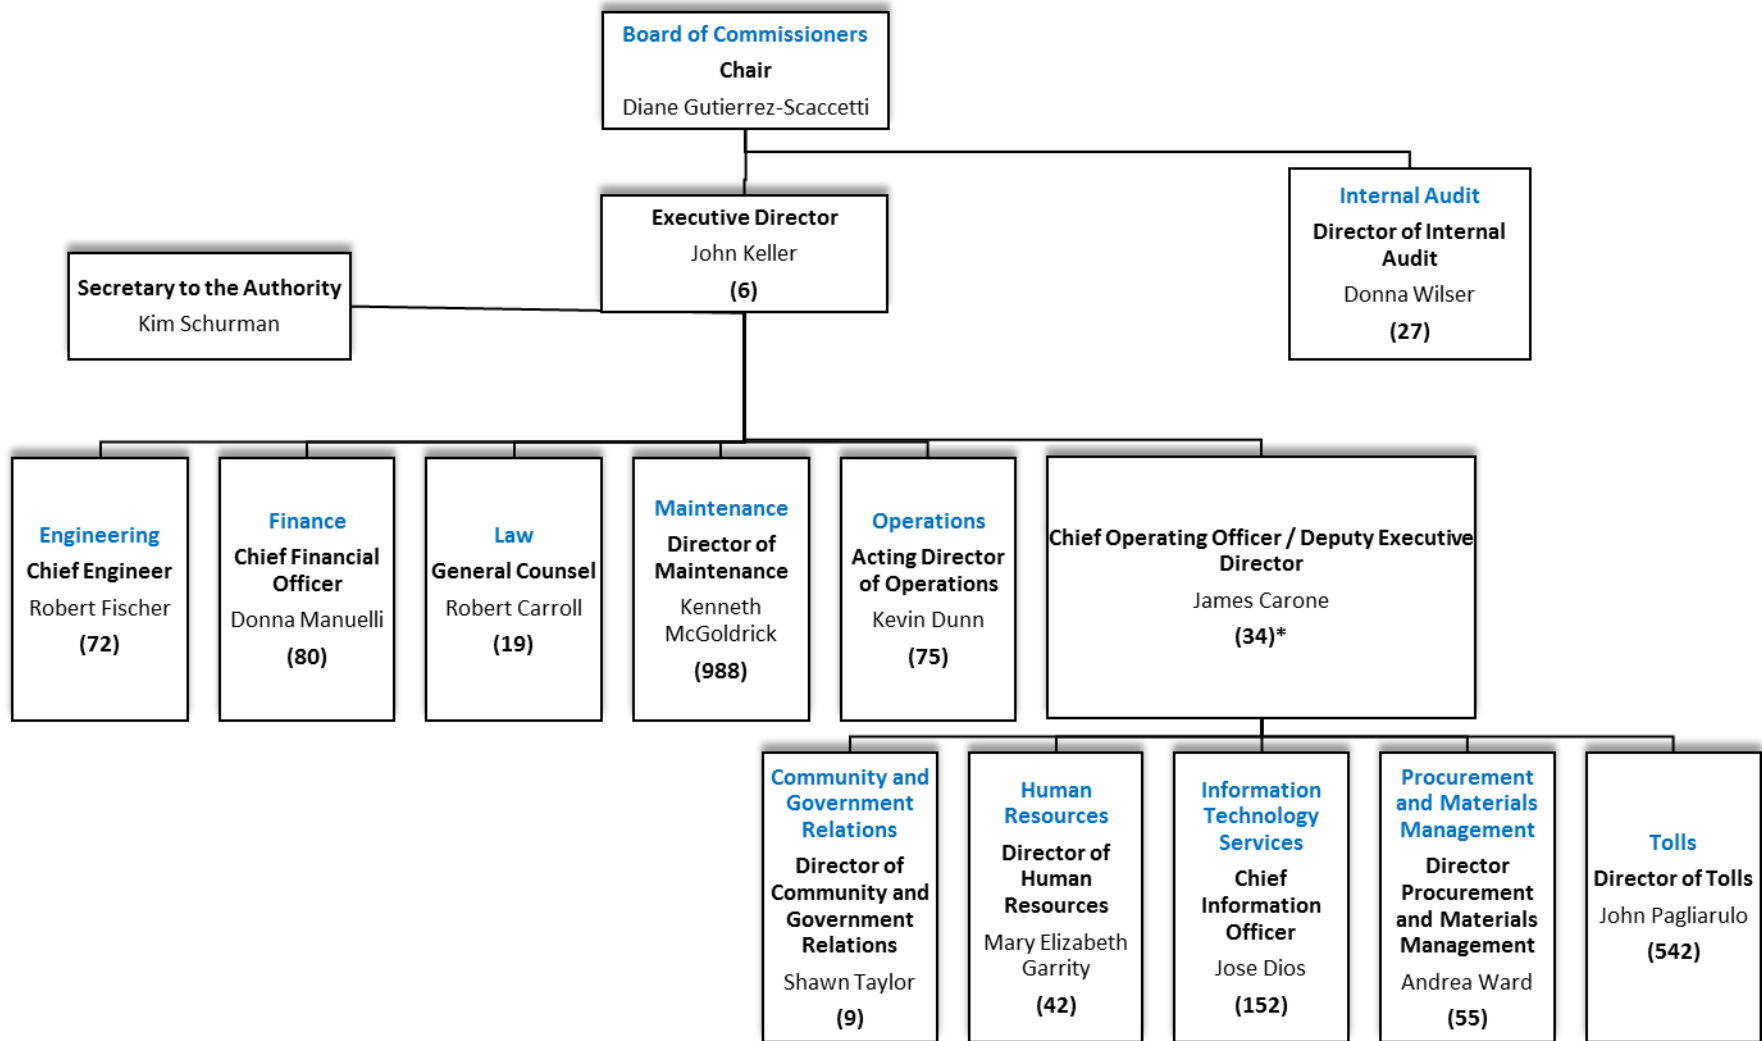 Board of Commissioners
Chair
Diane Gutierrez-Scaccetti
Executive Director
John Keller
(6)
Internal Audit
Director of Internal
Audit
Donna Wilser
(27)
Secretary to the Authority
Kim Schurman
Engineering
Chief Engineer
Robert Fischer
(72)
Finance
Chief Financial
Officer
Donna Manuelli
(80)
Law
General Counsel
Robert Carroll
(19)
Maintenance
Director of
Maintenance
Kenneth
McGoldrick
(988)
Operations
Acting Director
of Operations
Kevin Dunn
(75)
Chief Operating Officer / Deputy Executive
Director
James Carone
(34)*
Community and
Government
Relations
Director of
Community and
Government
Relations
Shawn Taylor
(9)
Human
Resources
Director of
Human
Resources
Mary Elizabeth
Garrity
(42)
Information
Technology
Services
Chief
Information
Officer
Jose Dios
(152)
Procurement
and Materials
Management
Director
Procurement
and Materials
Management
Andrea Ward
(55)
Tolls
Director of Tolls
John Pagliarulo
(542)